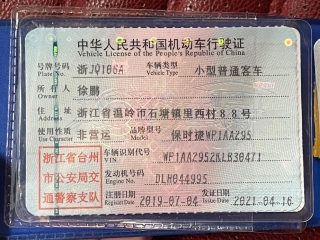 中华人民共和国机动车行驶证
Vehicle License of the People's Republic of China
号牌号码 Plate No. 浙JQ186A 车辆类型 Vehicle Type 小型普通客车
所有人 Owner 徐鹏
住址 Address 浙江省温岭市石塘镇里西村88号
使用性质 Use Character 非营运 品牌型号 Model 保时捷WP1AA295
浙江省台州
市公安局交
通警察支队
车辆识别代号 VIN WP1AA2952KLB30471
发动机号码 Engine No. DLH044995
注册日期 Register Date 2019-07-04 发证日期 Issue Date 2021-04-16